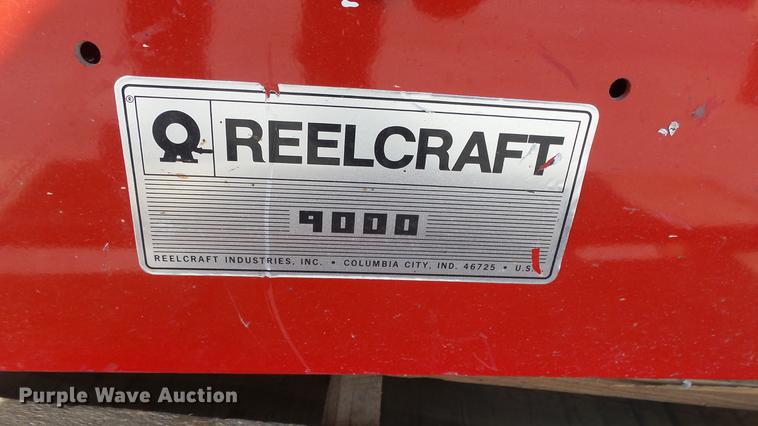 ®
REELCRAFT
9000
REELCRAFT INDUSTRIES, INC. • COLUMBIA CITY, IND. 46725 • U.S.
Purple Wave Auction